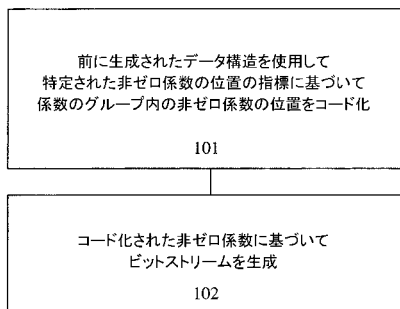 前に生成されたデータ構造を使用して
特定された非ゼロ係数の位置の指標に基づいて
係数のグループ内の非ゼロ係数の位置をコード化
101
コード化された非ゼロ係数に基づいて
ビットストリームを生成
102